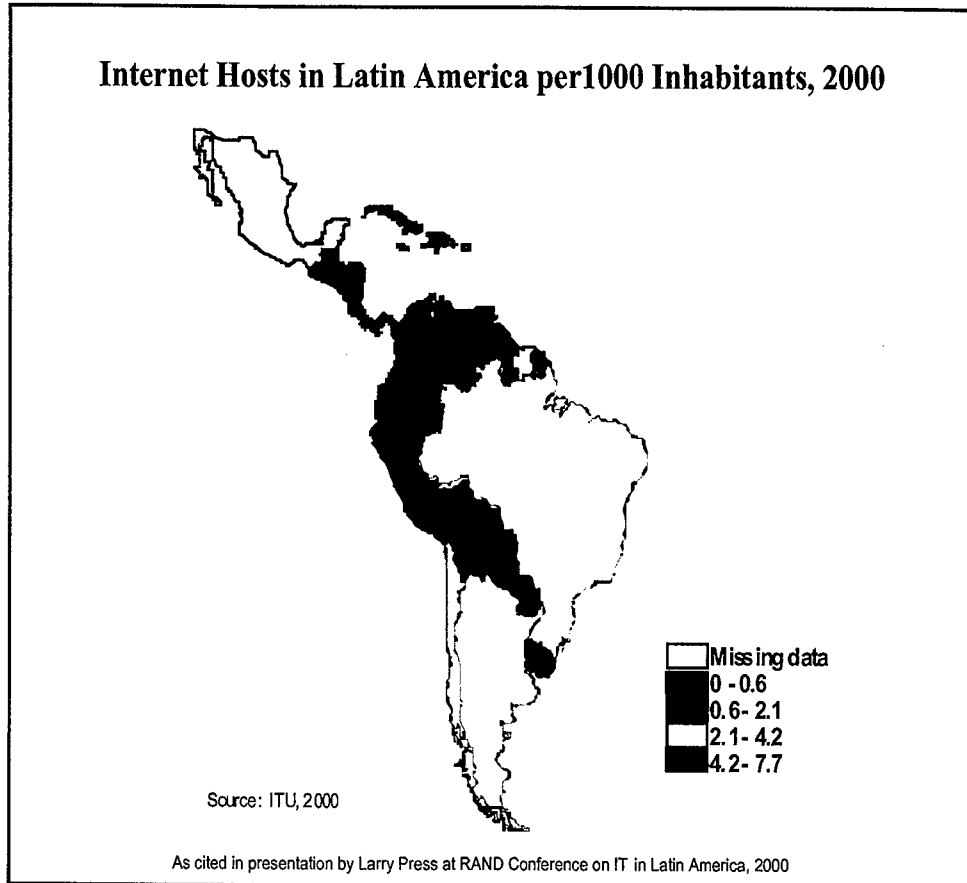 Internet Hosts in Latin America per1000 Inhabitants, 2000
Missing data
0 - 0.6
0.6- 2.1
2.1- 4.2
4.2- 7.7
Source: ITU, 2000
As cited in presentation by Larry Press at RAND Conference on IT in Latin America, 2000